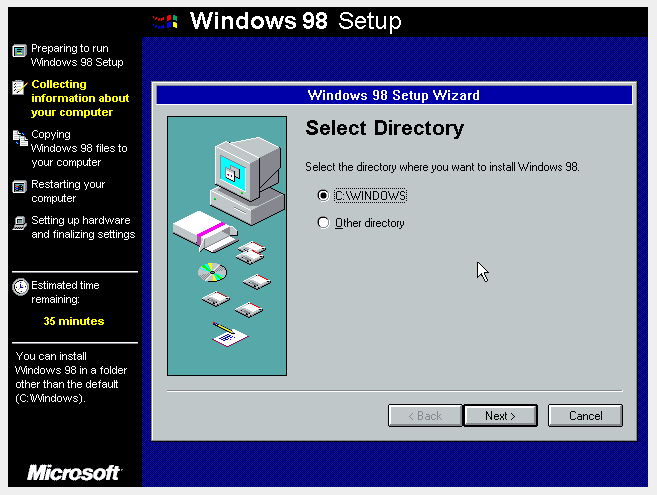 Windows 98 Setup
Preparing to run
Windows 98 Setup
Collecting
information about
your computer
Copying
Windows 98 files to
your computer
Restarting your
computer
Setting up hardware
and finalizing settings
Estimated time
remaining:
35 minutes
You can install
Windows 98 in a folder
other than the default
(C:\Windows).
Microsoft
Windows 98 Setup Wizard
Select Directory
Select the directory where you want to install Windows 98.
C:\WINDOWS
Other directory
< Back
Next >
Cancel